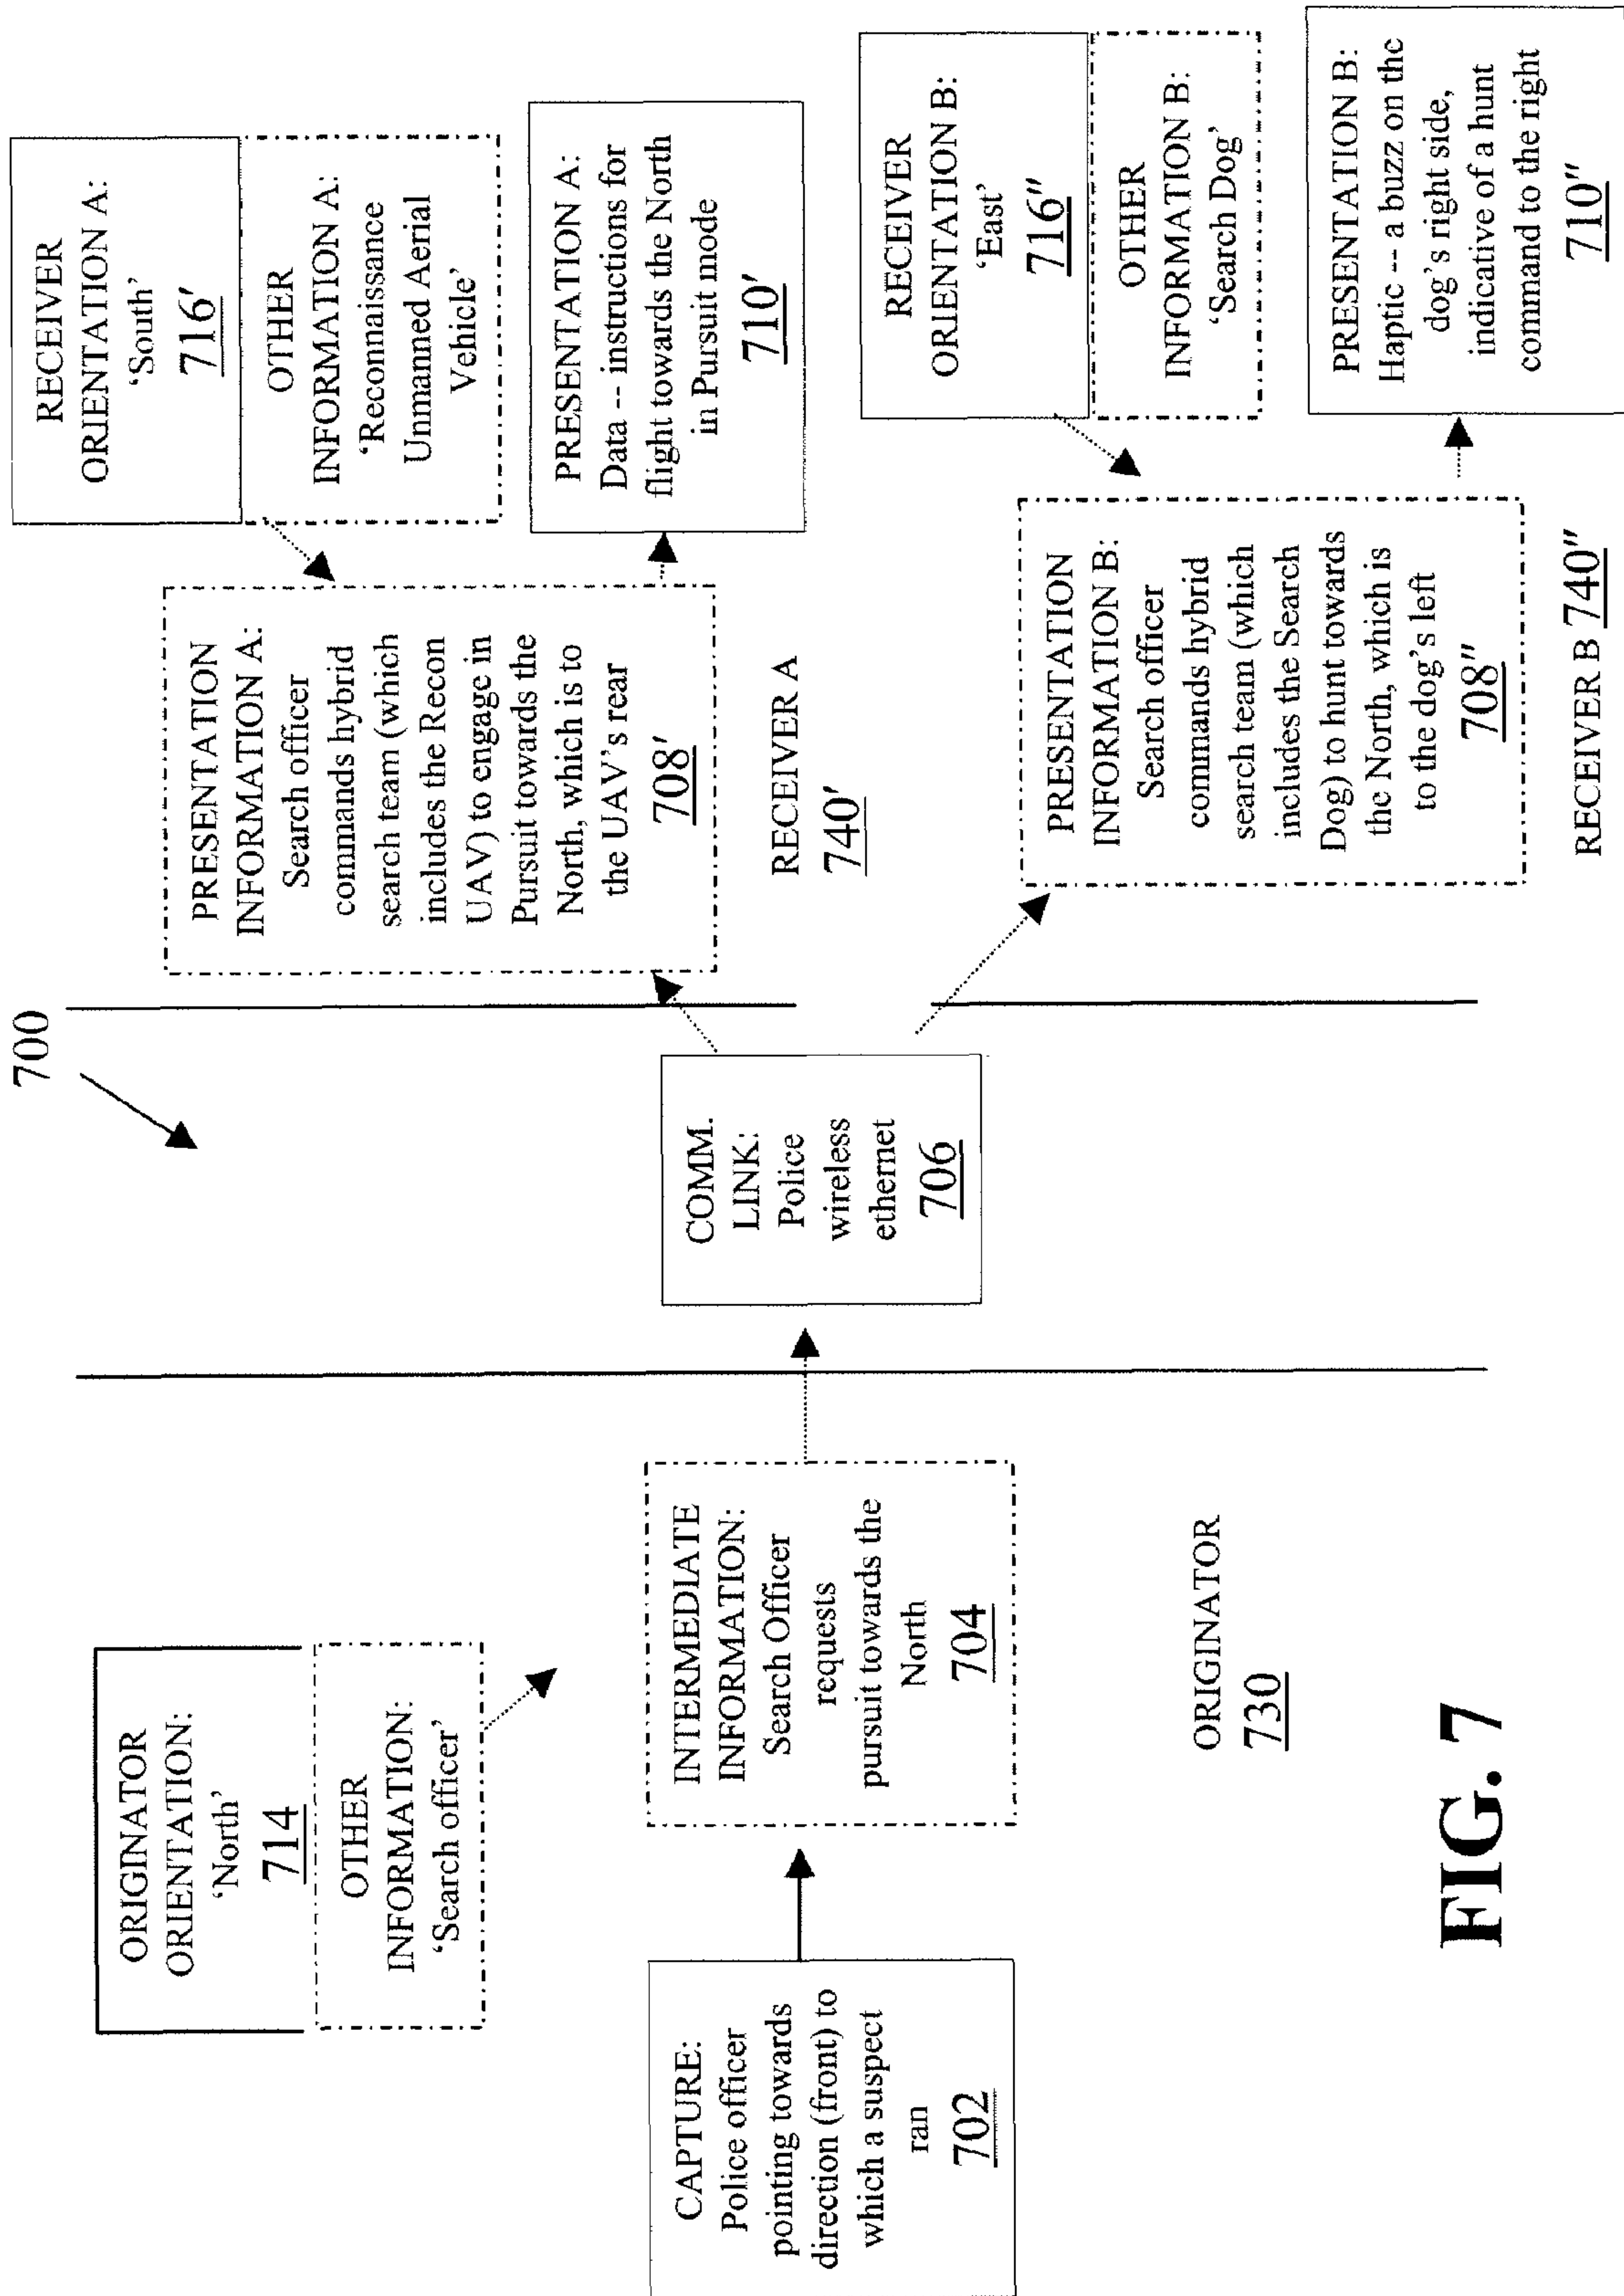 700
ORIGINATOR
ORIENTATION:
‘North’
714
OTHER
INFORMATION:
‘Search officer’
CAPTURE:
Police officer
pointing towards
direction (front) to
which a suspect
ran
702
INTERMEDIATE
INFORMATION:
Search Officer
requests
pursuit towards the
North
704
ORIGINATOR
730
COMM.
LINK:
Police
wireless
ethernet
706
RECEIVER
ORIENTATION A:
‘South’
716′
OTHER
INFORMATION A:
‘Reconnaissance
Unmanned Aerial
Vehicle’
PRESENTATION
INFORMATION A:
Search officer
commands hybrid
search team (which
includes the Recon
UAV) to engage in
Pursuit towards the
North, which is to
the UAV's rear
708′
PRESENTATION A:
Data -- instructions for
flight towards the North
in Pursuit mode
710′
RECEIVER A
740′
RECEIVER
ORIENTATION B:
‘East’
716″
OTHER
INFORMATION B:
‘Search Dog’
PRESENTATION
INFORMATION B:
Search officer
commands hybrid
search team (which
includes the Search
Dog) to hunt towards
the North, which is
to the dog's left
708″
PRESENTATION B:
Haptic -- a buzz on the
dog's right side,
indicative of a hunt
command to the right
710″
RECEIVER B 740″
FIG. 7